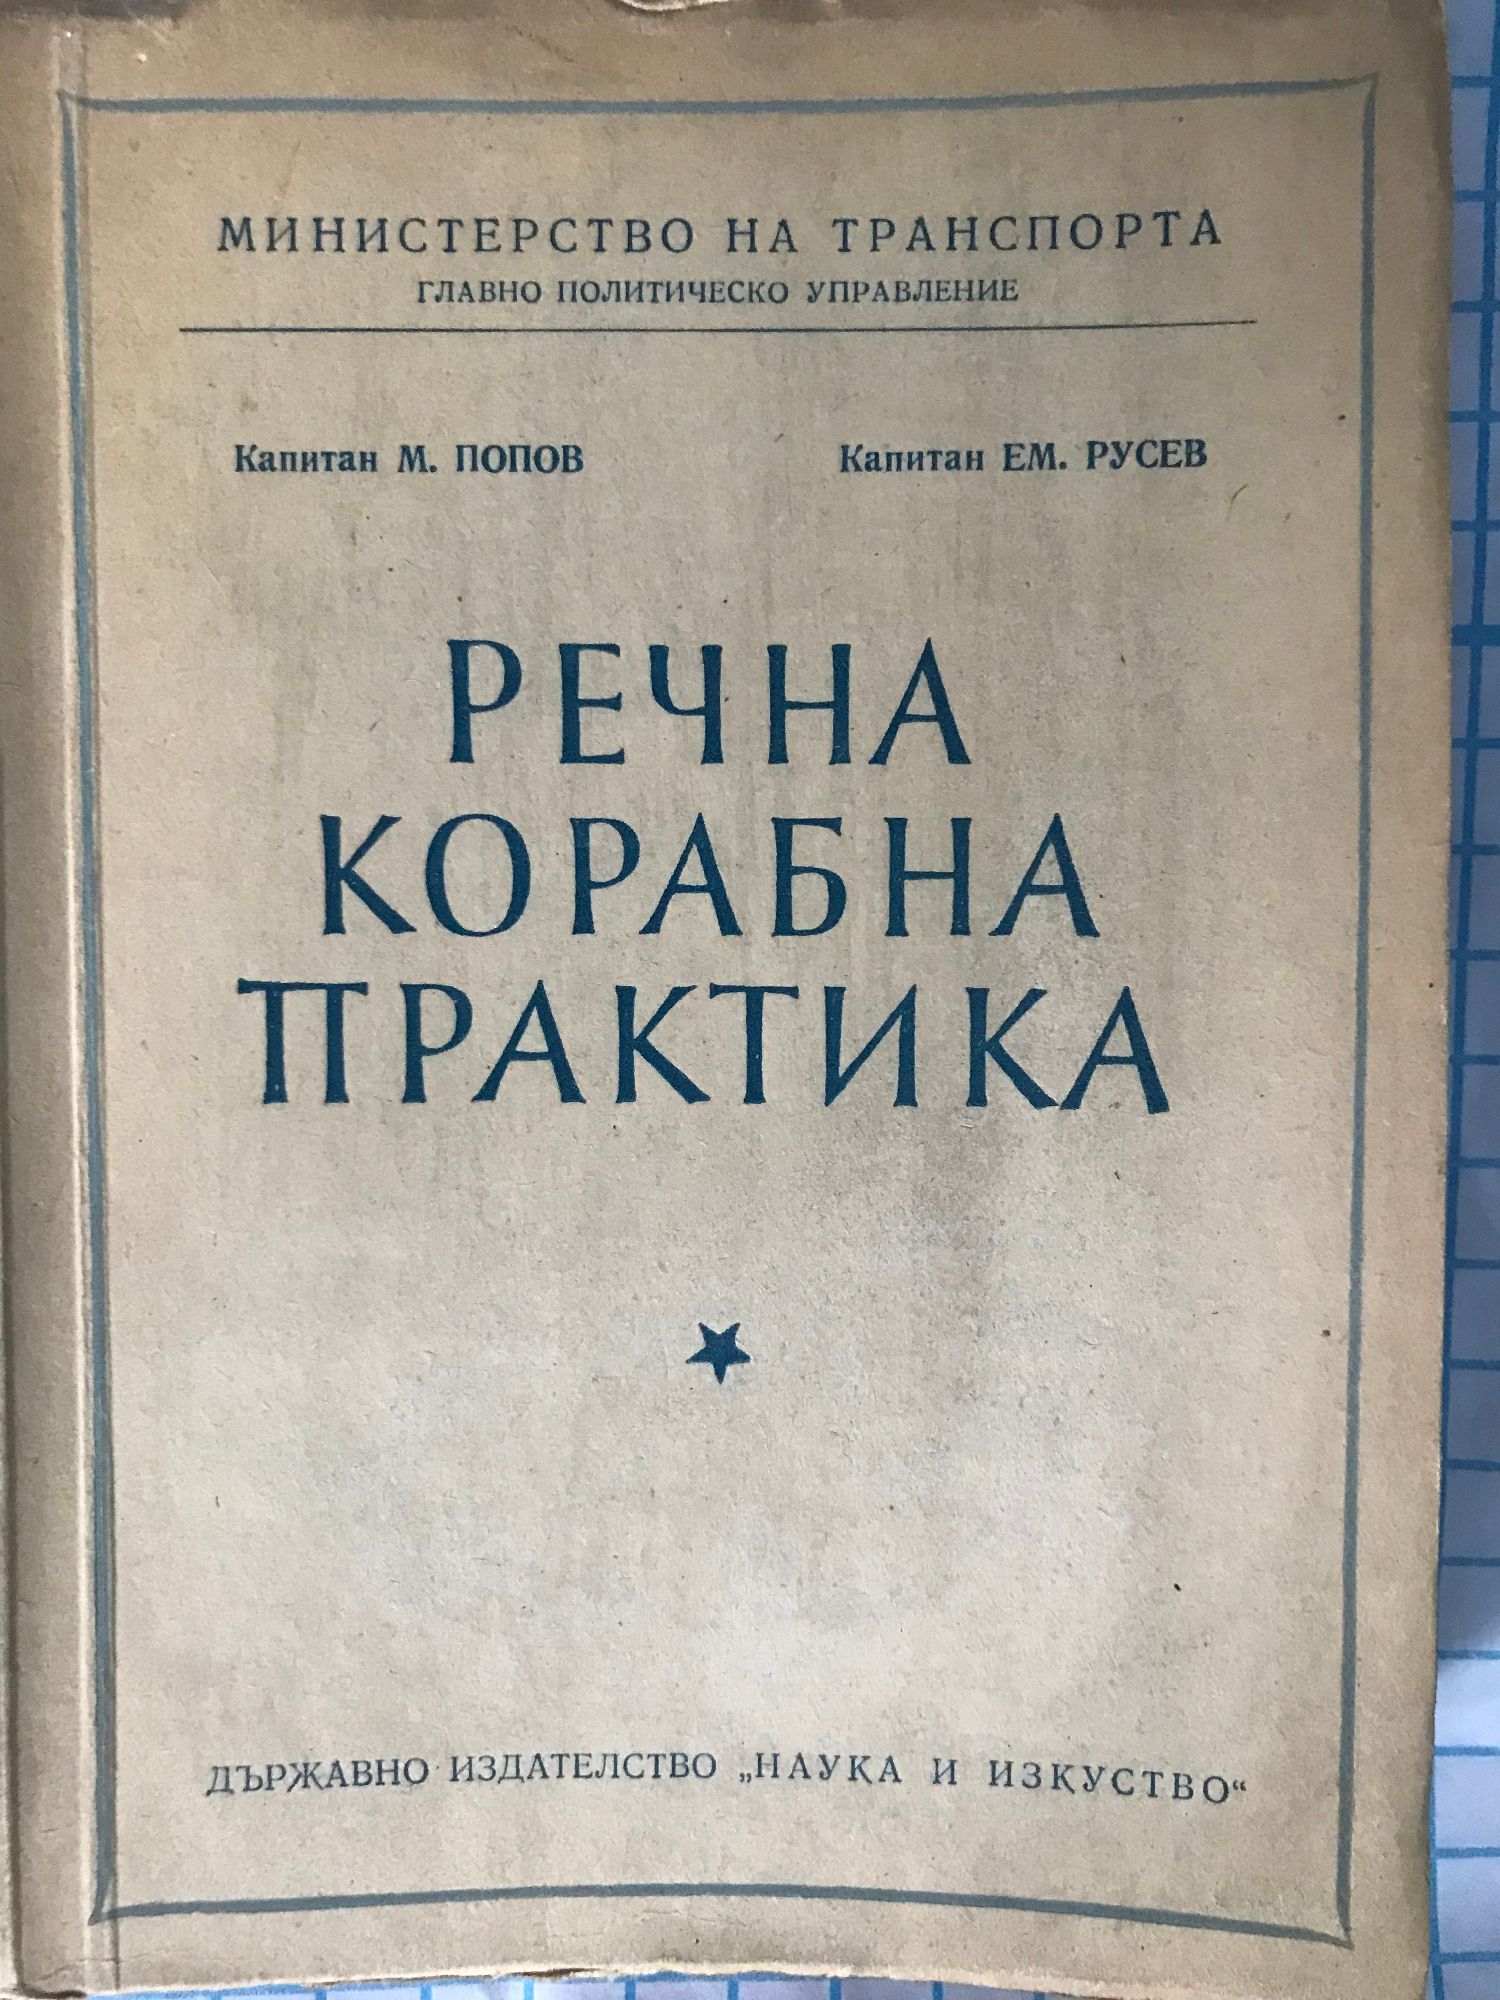 МИНИСТЕРСТВО НА ТРАНСПОРТА
ГЛАВНО ПОЛИТИЧЕСКО УПРАВЛЕНИЕ
Капитан М. ПОПОВ Капитан ЕМ. РУСЕВ
РЕЧНА
КОРАБНА
ПРАКТИКА
ДЪРЖАВНО ИЗДАТЕЛСТВО „НАУКА И ИЗКУСТВО“